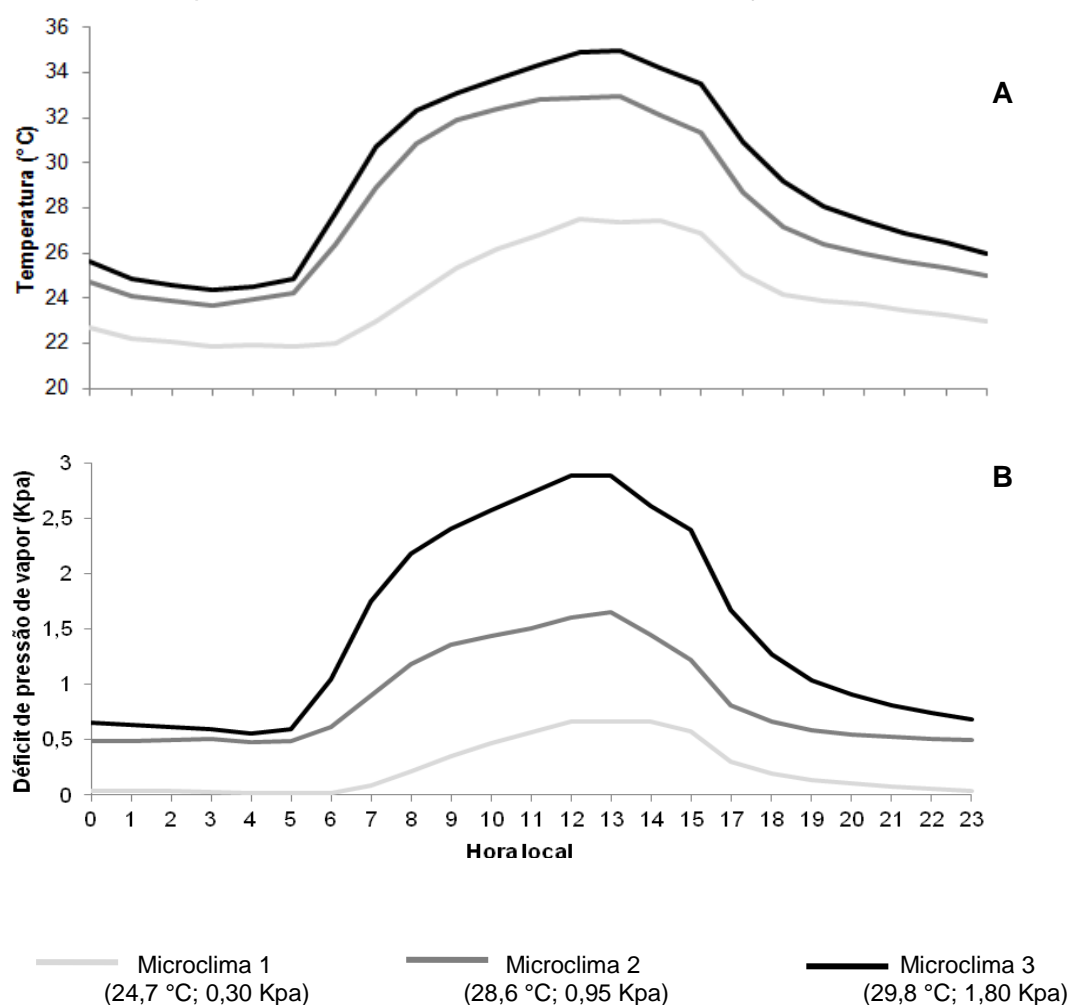 36
34
32
30
28
26
24
22
20
Temperatura (°C)
A
3
2,5
2
1,5
1
0,5
0
Déficit de pressão de vapor (Kpa)
B
0 1 2 3 4 5 6 7 8 9 10 11 12 13 14 15 17 18 19 20 21 22 23
Hora local
Microclima 1 Microclima 2 Microclima 3
(24,7 °C; 0,30 Kpa) (28,6 °C; 0,95 Kpa) (29,8 °C; 1,80 Kpa)